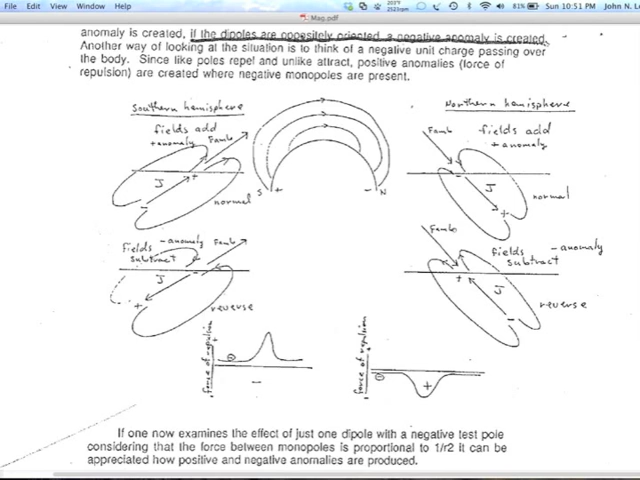 File Edit View Window Help
81% Sun 10:51 PM John N. L
Mag.pdf
anomaly is created, if the dipoles are oppositely oriented, a negative anomaly is created.
Another way of looking at the situation is to think of a negative unit charge passing over
the body. Since like poles repel and unlike attract, positive anomalies (force of
repulsion) are created where negative monopoles are present.
Southern hemisphere
Northern hemisphere
fields add
+ anomaly
Famb
J
+
-
normal
S + - N
Famb
fields add
+ anomaly
-
J
+
normal
fields - anomaly Famb
subtract
-
J
+
reverse
Famb
fields - anomaly
subtract
+
J
-
reverse
force of repulsion +
-
-
force of repulsion +
-
+
If one now examines the effect of just one dipole with a negative test pole
considering that the force between monopoles is proportional to 1/r2 it can be
appreciated how positive and negative anomalies are produced.